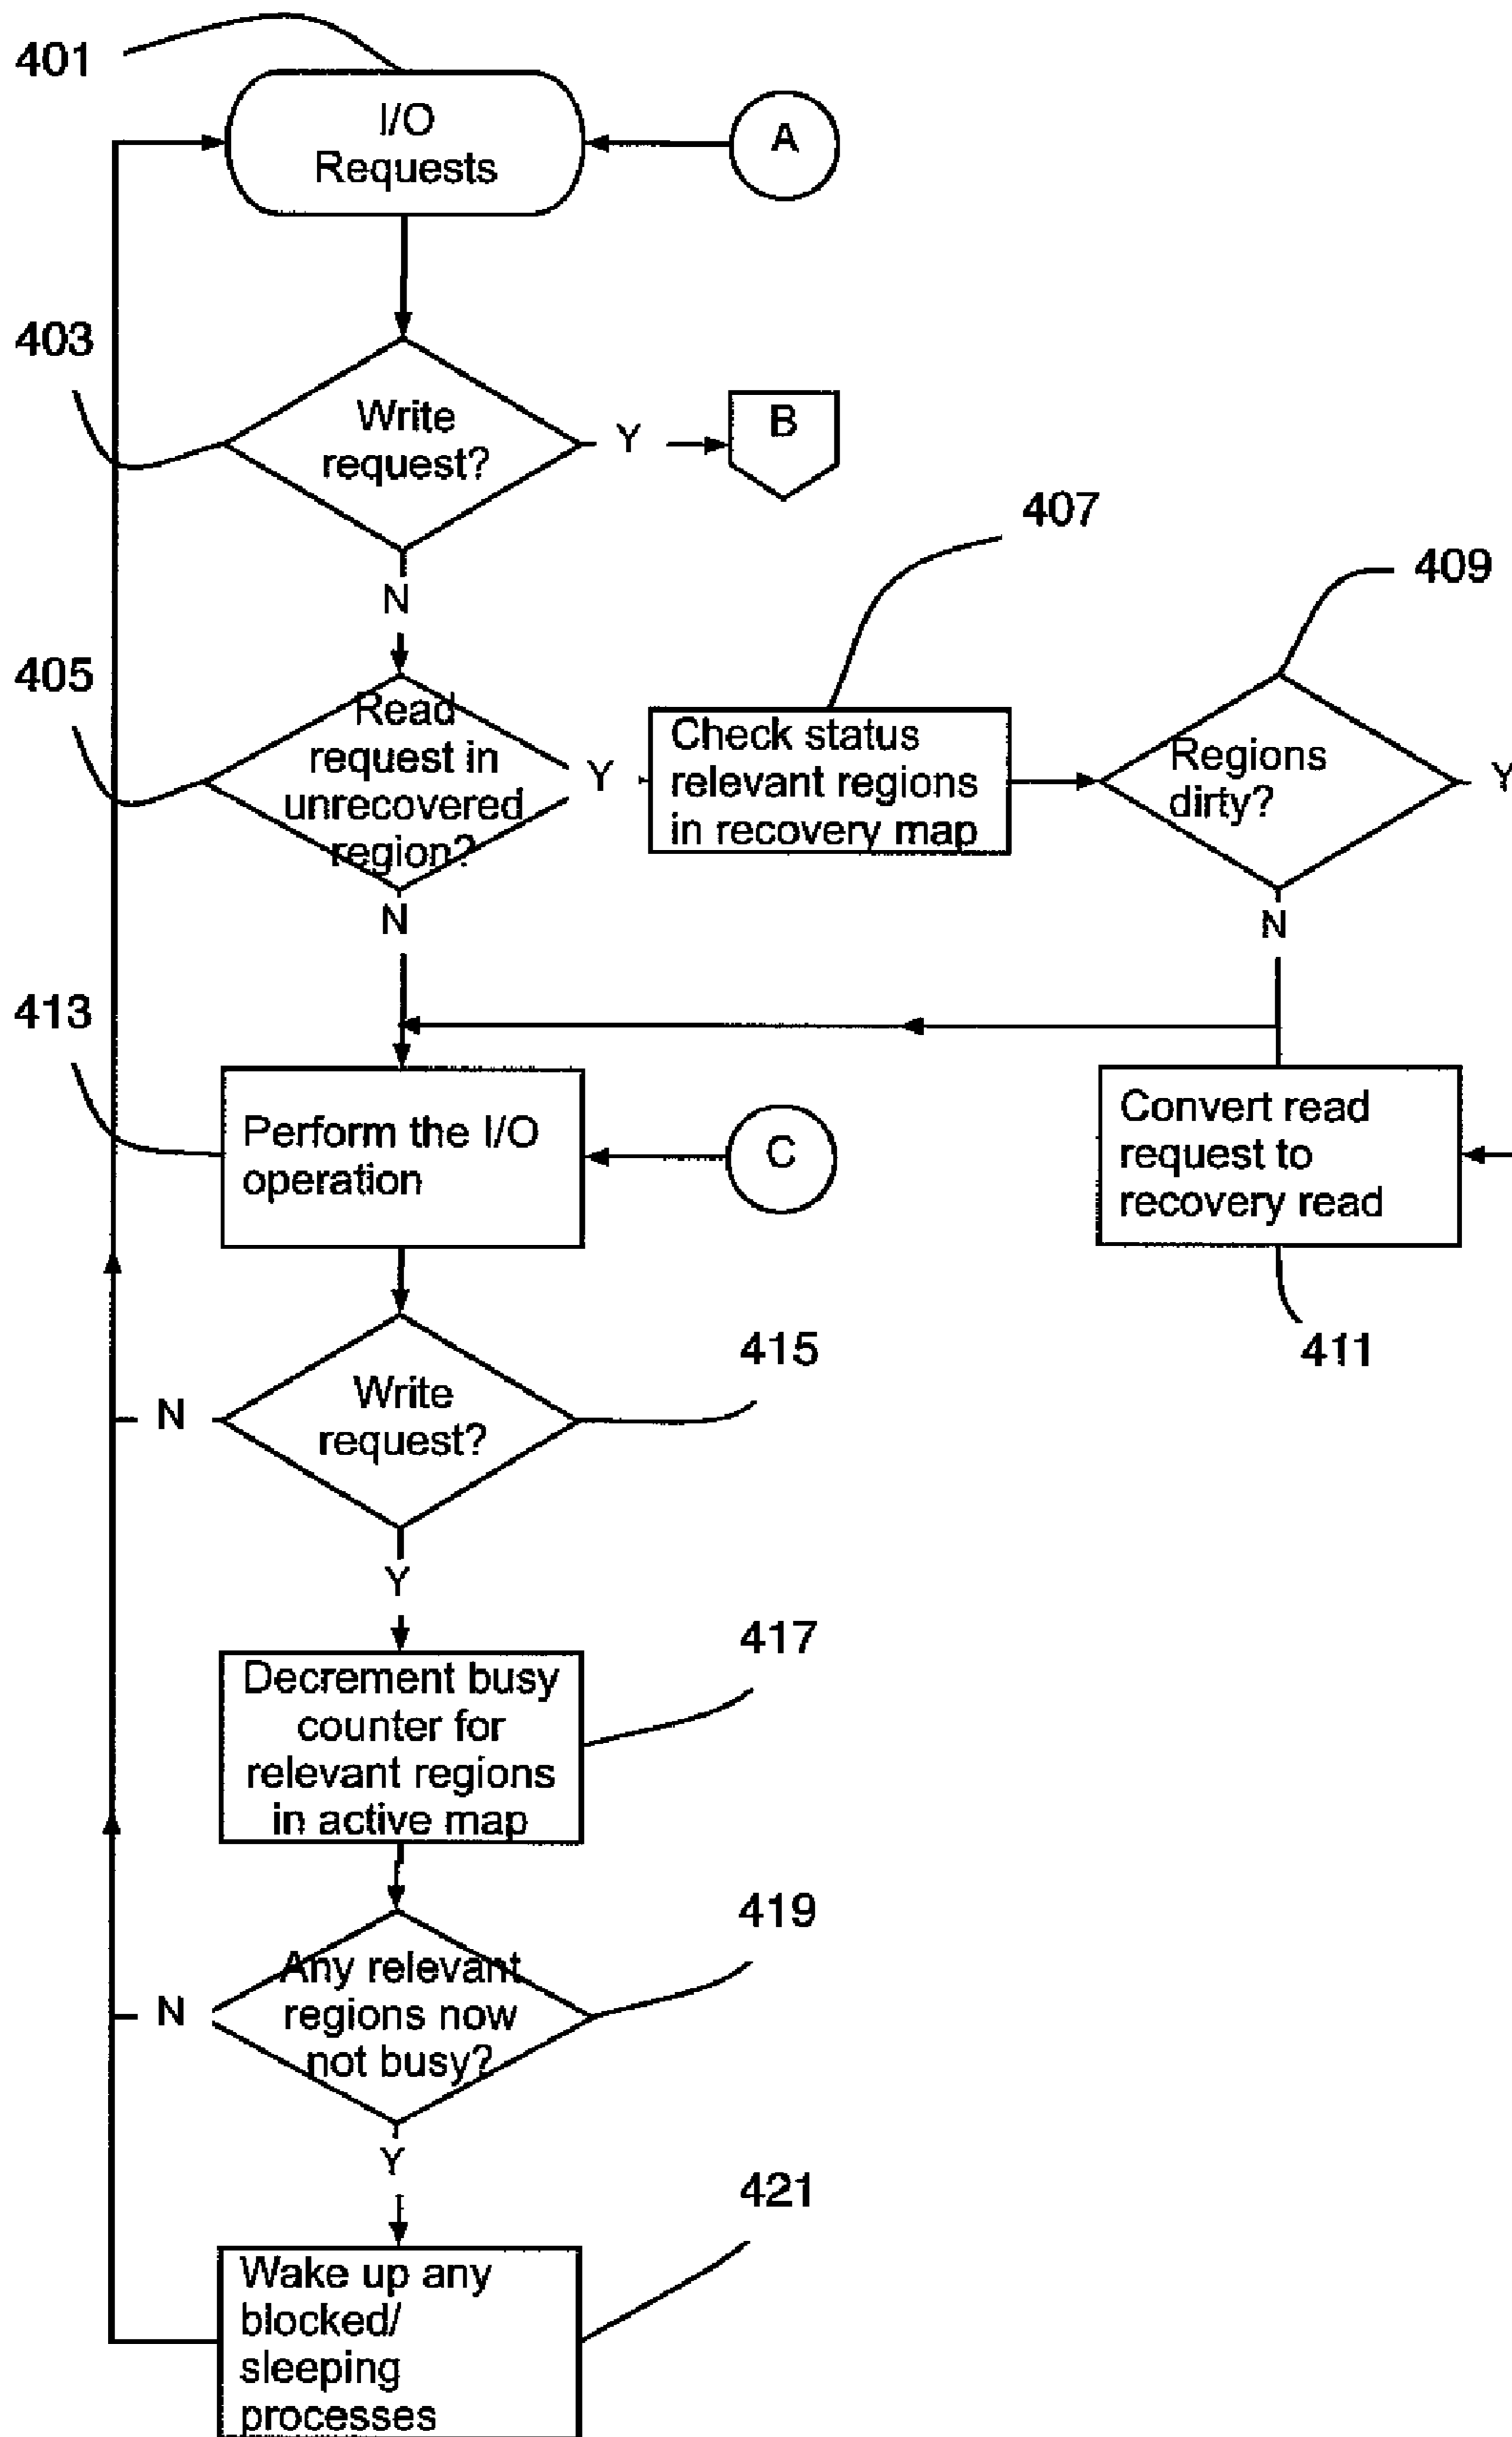 401
I/O
Requests
A
403
Write
request?
Y
B
N
407
409
405
Read
request in
unrecovered
region?
Y
Check status
relevant regions
in recovery map
Regions
dirty?
Y
N
N
413
Perform the I/O
operation
C
Convert read
request to
recovery read
411
415
Write
request?
N
Y
417
Decrement busy
counter for
relevant regions
in active map
419
Any relevant
regions now
not busy?
N
Y
421
Wake up any
blocked/
sleeping
processes